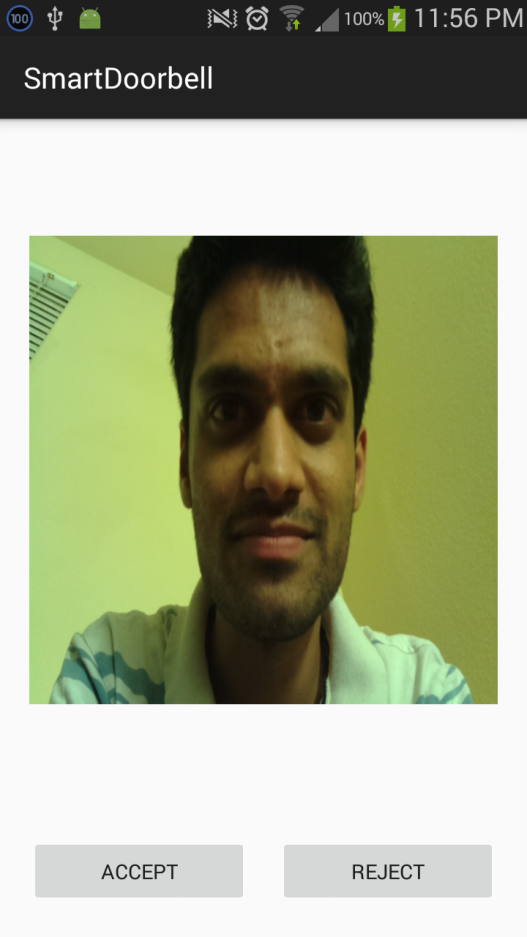 100 100% 11:56 PM
SmartDoorbell
ACCEPT REJECT